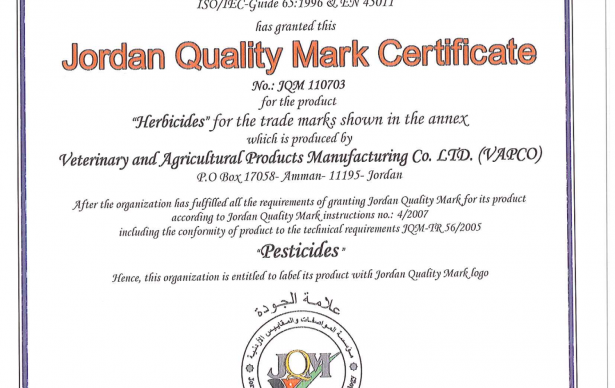 ISO/IEC-Guide 65:1996 & EN 45011
has granted this
Jordan Quality Mark Certificate
No.: JQM 110703
for the product
"Herbicides" for the trade marks shown in the annex
which is produced by
Veterinary and Agricultural Products Manufacturing Co. LTD. (VAPCO)
P.O Box 17058- Amman- 11195- Jordan
After the organization has fulfilled all the requirements of granting Jordan Quality Mark for its product
according to Jordan Quality Mark instructions no.: 4/2007
including the conformity of product to the technical requirements JQM-TR 56/2005
"Pesticides"
Hence, this organization is entitled to label its product with Jordan Quality Mark logo
علامة الجودة
مؤسسة المواصفات والمقاييس الأردنية
JQM